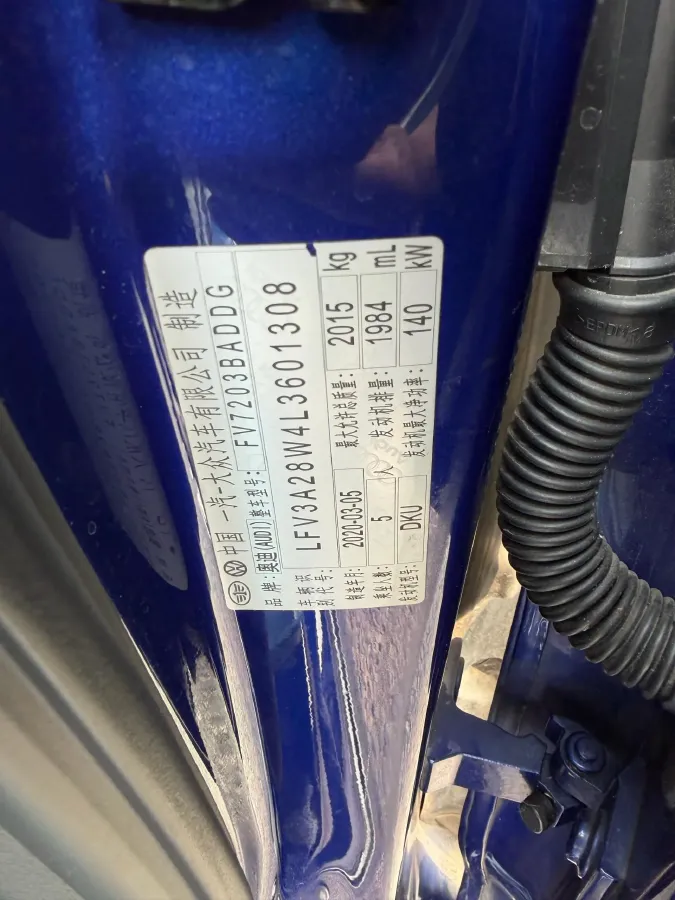 中国 一汽-大众汽车有限公司 制造
品牌：奥迪(AUDI) 整车型号：FV7203BADDG
车辆识别代号：LFV3A28W4L3601308
制造年月：2020-03-05 最大允许总质量：2015 kg
乘坐人数：5 人 发动机排量：1984 mL
发动机型号：DKU 发动机最大净功率：140 kW
>EPDM<